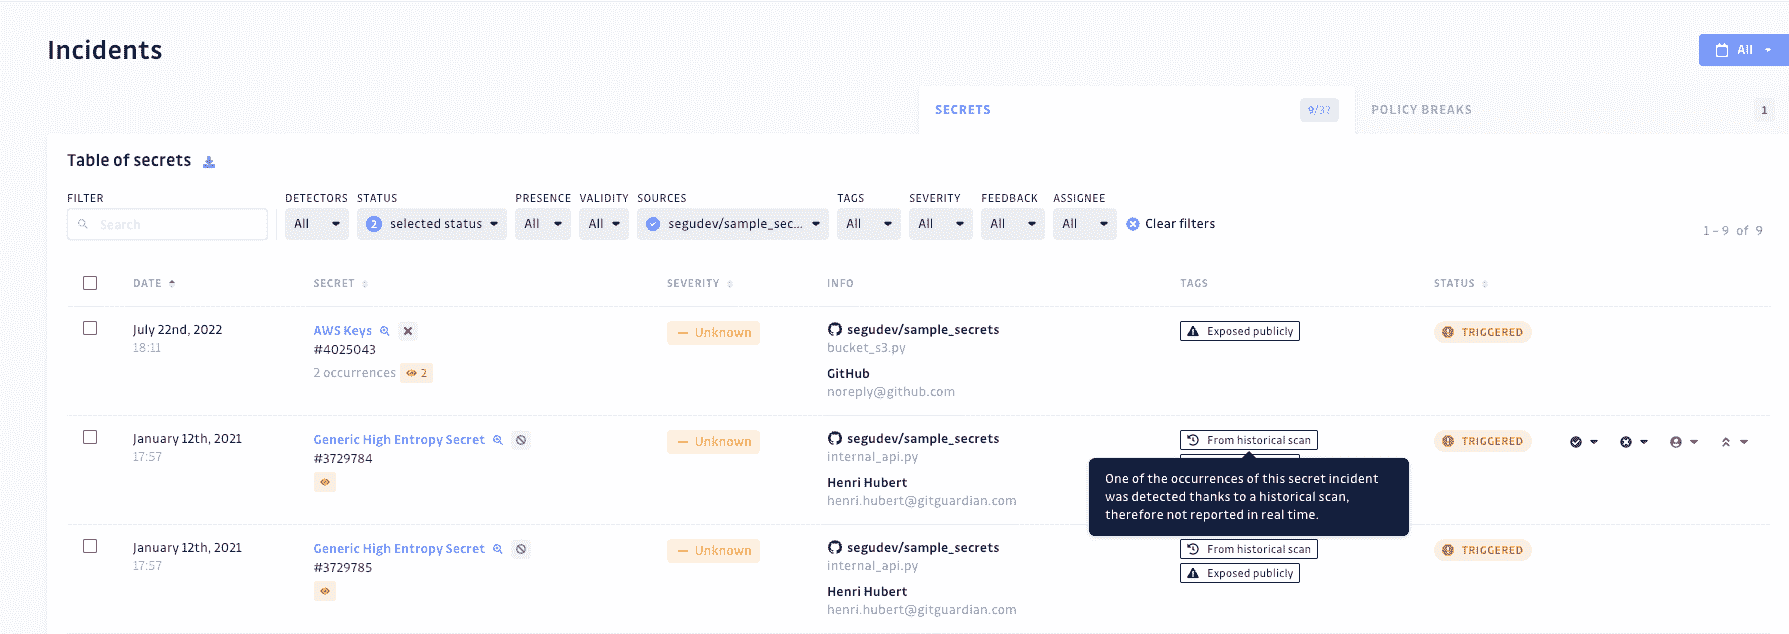 Incidents
All
SECRETS 9/37 POLICY BREAKS 1
Table of secrets
FILTER DETECTORS STATUS PRESENCE VALIDITY SOURCES TAGS SEVERITY FEEDBACK ASSIGNEE
Search All 2 selected status All All segudev/sample_sec... All All All All Clear filters
1 - 9 of 9
DATE SECRET SEVERITY INFO TAGS STATUS
July 22nd, 2022 AWS Keys Unknown segudev/sample_secrets Exposed publicly TRIGGERED
18:11 #4025043 bucket_s3.py
2 occurrences 2 GitHub
noreply@github.com
January 12th, 2021 Generic High Entropy Secret Unknown segudev/sample_secrets From historical scan TRIGGERED
17:57 #3729784 internal_api.py
Henri Hubert
henri.hubert@gitguardian.com
One of the occurrences of this secret incident
was detected thanks to a historical scan,
therefore not reported in real time.
January 12th, 2021 Generic High Entropy Secret Unknown segudev/sample_secrets From historical scan TRIGGERED
17:57 #3729785 internal_api.py Exposed publicly
Henri Hubert
henri.hubert@gitguardian.com